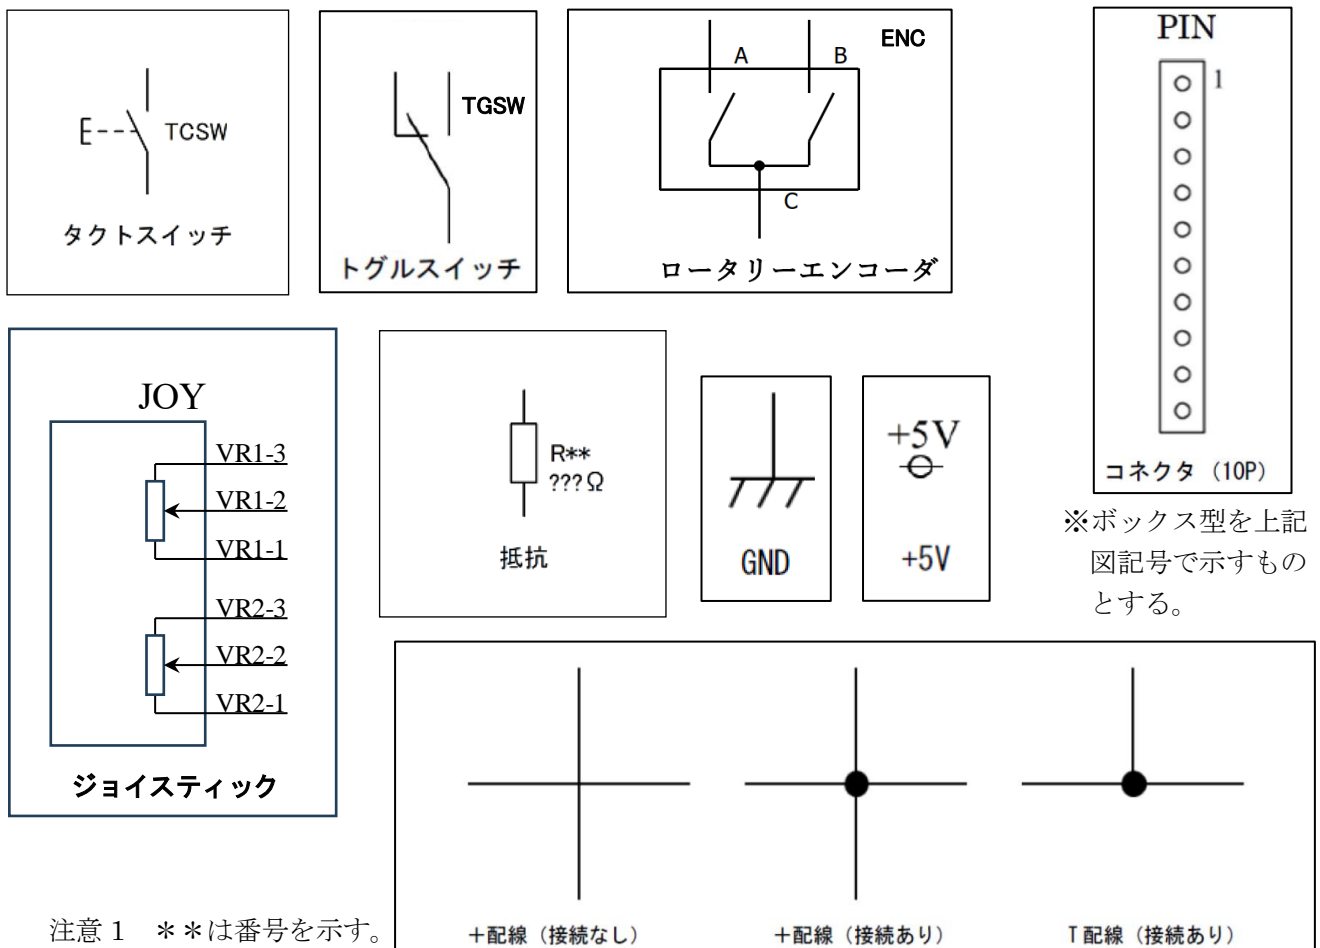 TCSW
タクトスイッチ
TGSW
トグルスイッチ
ENC
A
B
C
ロータリーエンコーダ
PIN
1
コネクタ (10P)
※ボックス型を上記
図記号で示すもの
とする。
JOY
VR1-3
VR1-2
VR1-1
VR2-3
VR2-2
VR2-1
ジョイスティック
R**
???Ω
抵抗
GND
+5V
+5V
+配線 (接続なし)
+配線 (接続あり)
T配線 (接続あり)
注意1 **は番号を示す。